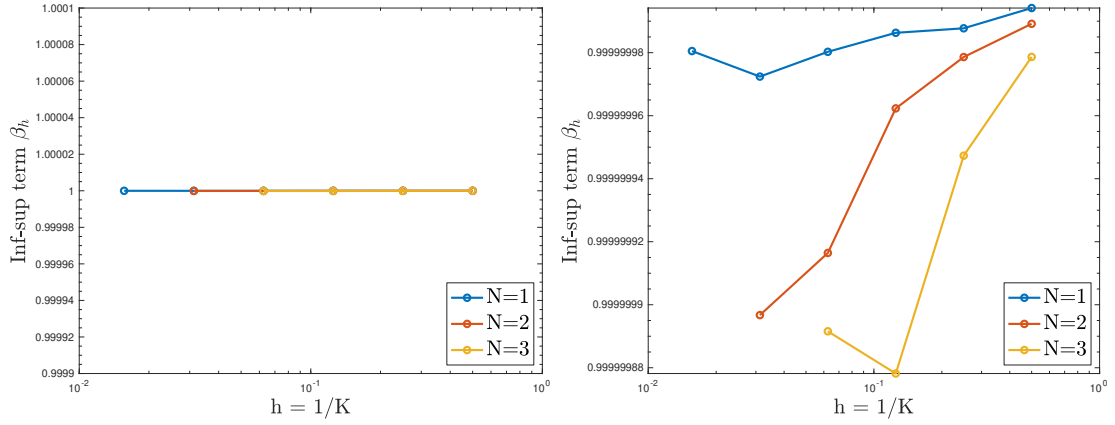 1.0001
1.00008
1.00006
1.00004
1.00002
1
0.99998
0.99996
0.99994
0.99992
0.9999
Inf-sup term βh
10-2
10-1
100
h = 1/K
N=1
N=2
N=3
0.99999998
0.99999996
0.99999994
0.99999992
0.9999999
0.99999988
Inf-sup term βh
10-2
10-1
100
h = 1/K
N=1
N=2
N=3